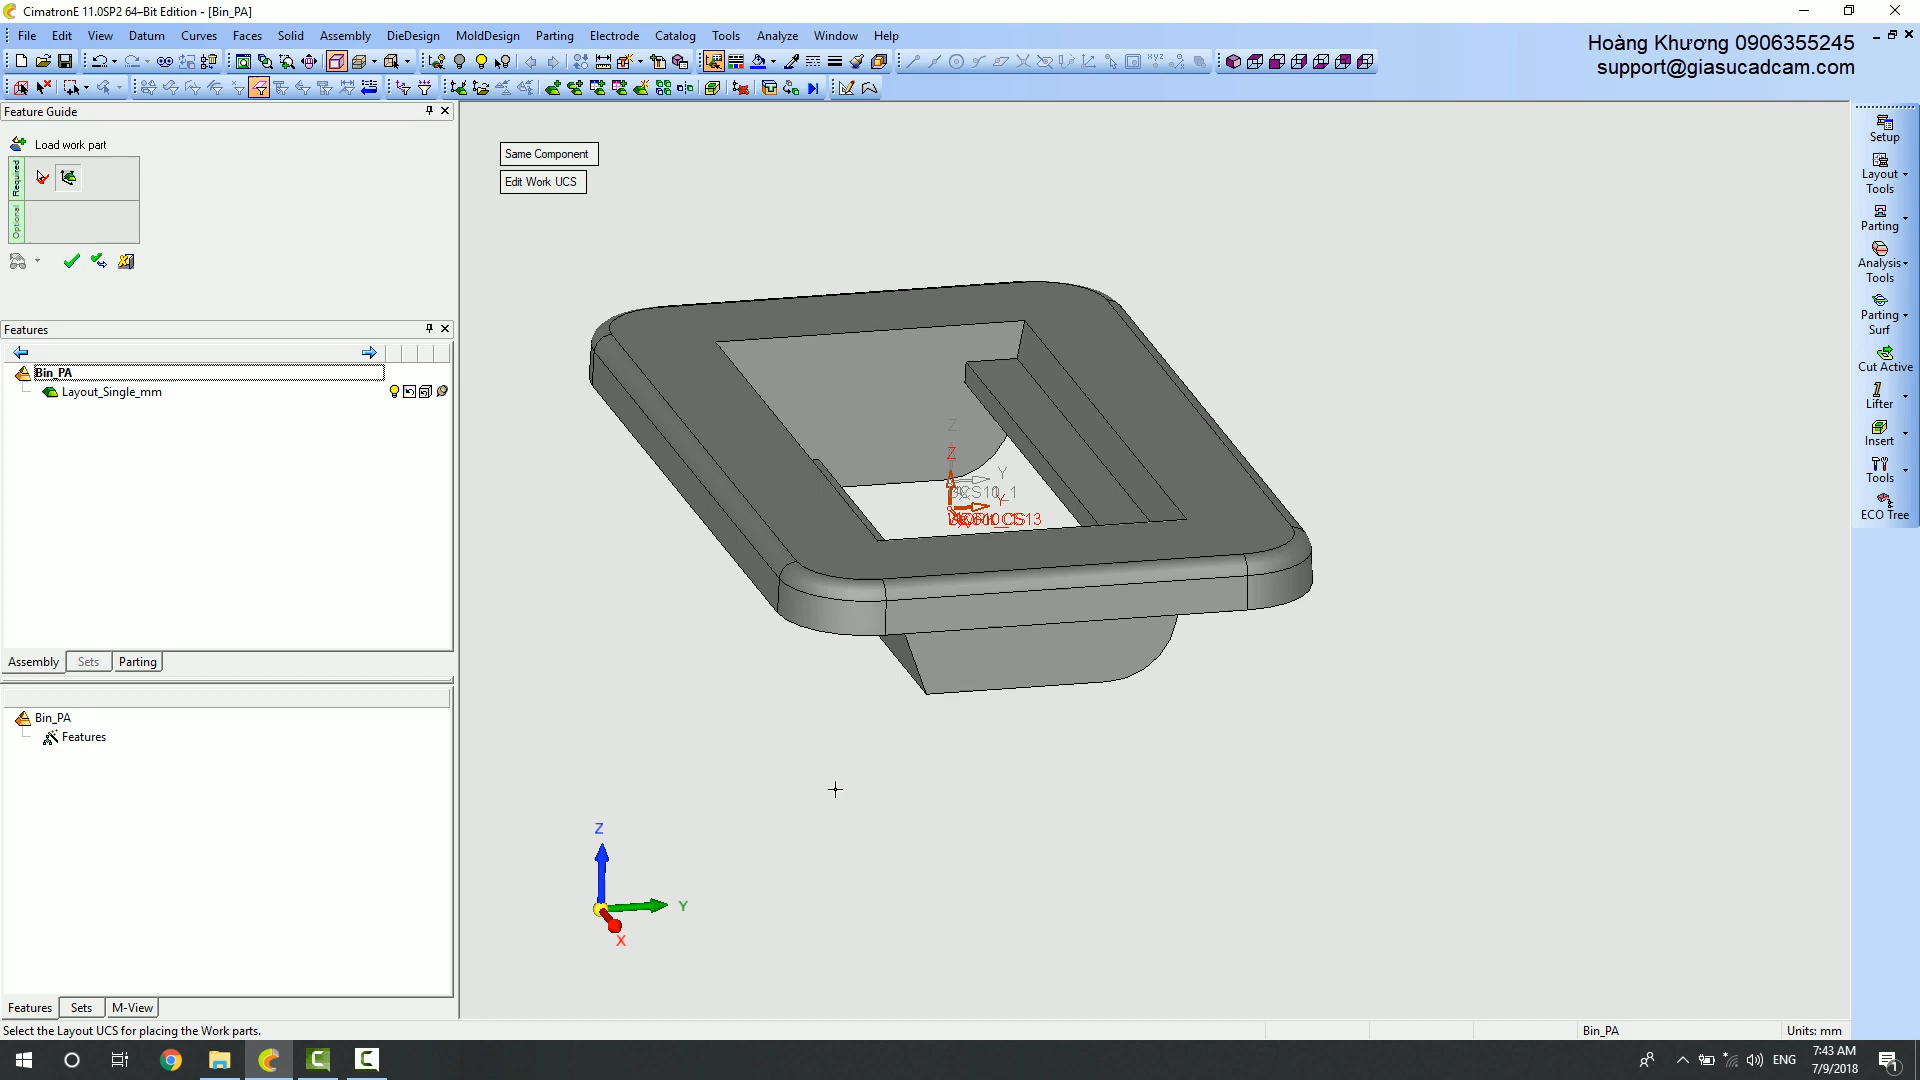 CimatronE 11.0SP2 64–Bit Edition - [Bin_PA]
File Edit View Datum Curves Faces Solid Assembly DieDesign MoldDesign Parting Electrode Catalog Tools Analyze Window Help
Hoàng Khương 0906355245
support@giasucadcam.com
Feature Guide
Load work part
Required
Optional
Same Component
Edit Work UCS
Features
Bin_PA
Layout_Single_mm
Assembly Sets Parting
Bin_PA
Features
Features Sets M-View
Z
Z
Y
Y
Z
Y
X
Setup
Layout
Tools
Parting
Analysis
Tools
Parting
Surf
Cut Active
Lifter
Insert
Tools
ECO Tree
Select the Layout UCS for placing the Work parts.
Bin_PA
Units: mm
ENG
7:43 AM
7/9/2018
1